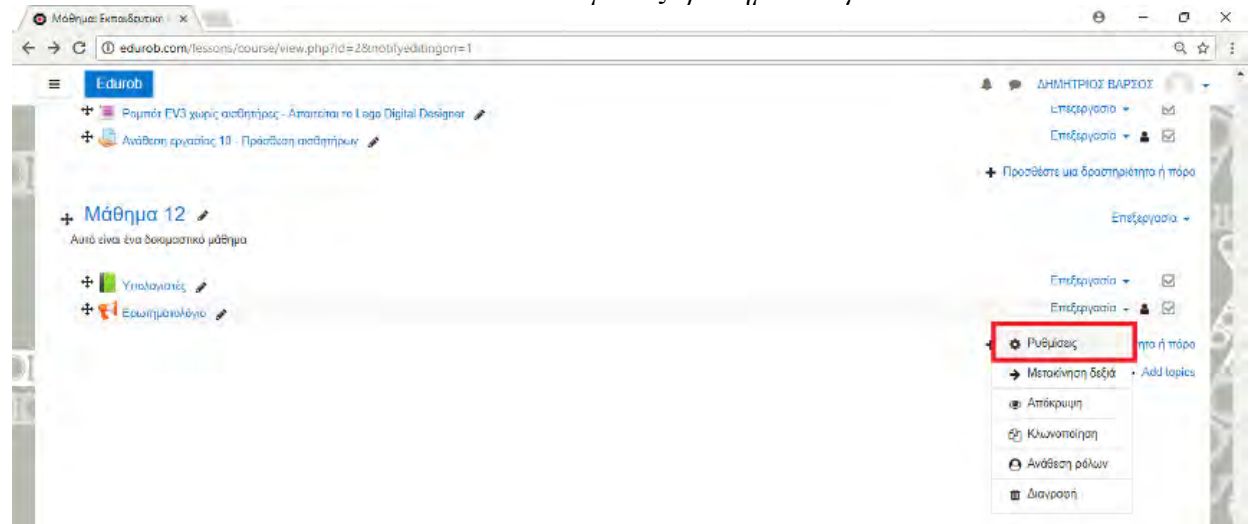 Μάθημα: Εκπαιδευτικη
edurob.com/lessons/course/view.php?id=2&notifyeditingon=1
Edurob
ΔΗΜΗΤΡΙΟΣ ΒΑΡΣΟΣ
Ρομπότ EV3 χωρίς αισθητήρες - Απαιτείται το Lego Digital Designer
Επεξεργασία
Ανάθεση εργασίας 10 - Πρόσθεση αισθητήρων
Επεξεργασία
Προσθέστε μια δραστηριότητα ή πόρο
Μάθημα 12
Επεξεργασία
Αυτό είναι ένα δοκιμαστικό μάθημα
Υπολογιστές
Επεξεργασία
Ερωτηματολόγιο
Επεξεργασία
Ρυθμίσεις
ή πόρο
Μετακίνηση δεξιά
Add topics
Απόκρυψη
Κλωνοποίηση
Ανάθεση ρόλων
Διαγραφή